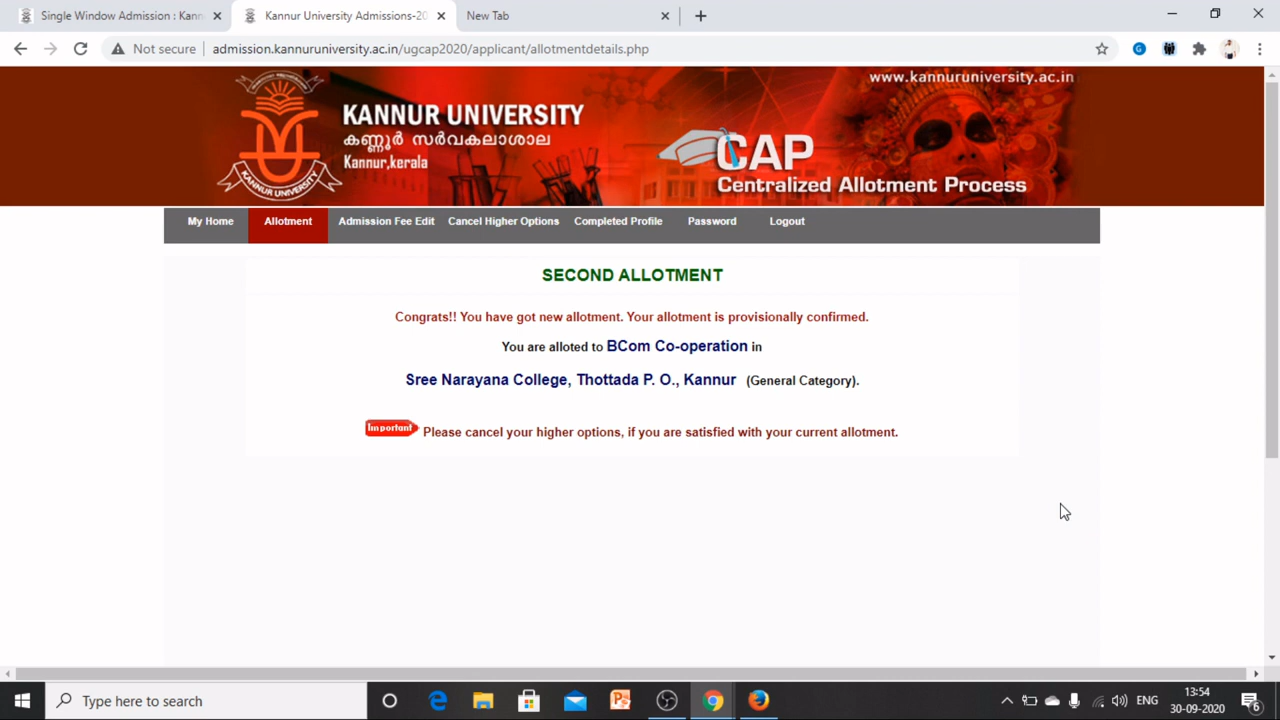 Single Window Admission : Kann
Kannur University Admissions-20
New Tab
Not secure
admission.kannuruniversity.ac.in/ugcap2020/applicant/allotmentdetails.php
www.kannuruniversity.ac.in
KANNUR UNIVERSITY
കണ്ണൂർ സർവകലാശാല
Kannur,kerala
KANNUR UNIVERSITY
CAP
Centralized Allotment Process
My Home Allotment Admission Fee Edit Cancel Higher Options Completed Profile Password Logout
SECOND ALLOTMENT
Congrats!! You have got new allotment. Your allotment is provisionally confirmed.
You are alloted to BCom Co-operation in
Sree Narayana College, Thottada P. O., Kannur (General Category).
Important Please cancel your higher options, if you are satisfied with your current allotment.
Type here to search
ENG
13:54
30-09-2020
6